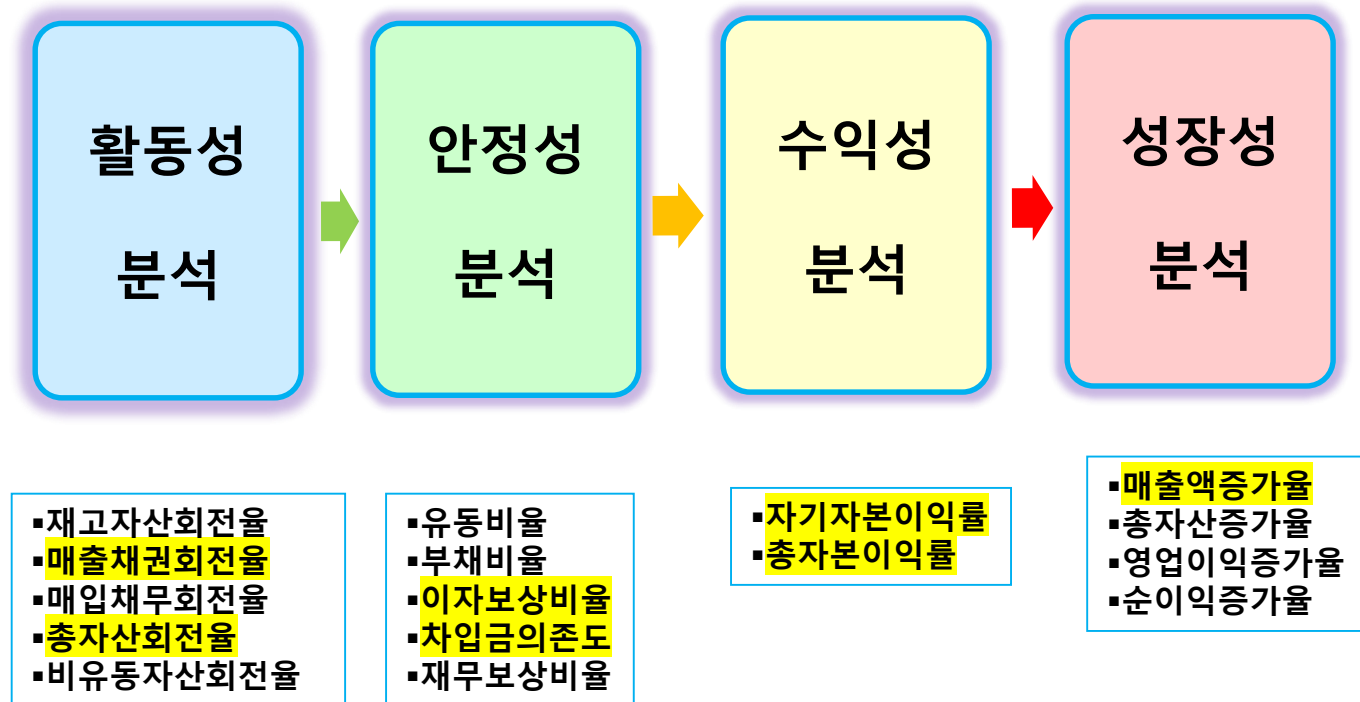 활동성
분석
안정성
분석
수익성
분석
성장성
분석
▪재고자산회전율
▪매출채권회전율
▪매입채무회전율
▪총자산회전율
▪비유동자산회전율
▪유동비율
▪부채비율
▪이자보상비율
▪차입금의존도
▪재무보상비율
▪자기자본이익률
▪총자본이익률
▪매출액증가율
▪총자산증가율
▪영업이익증가율
▪순이익증가율